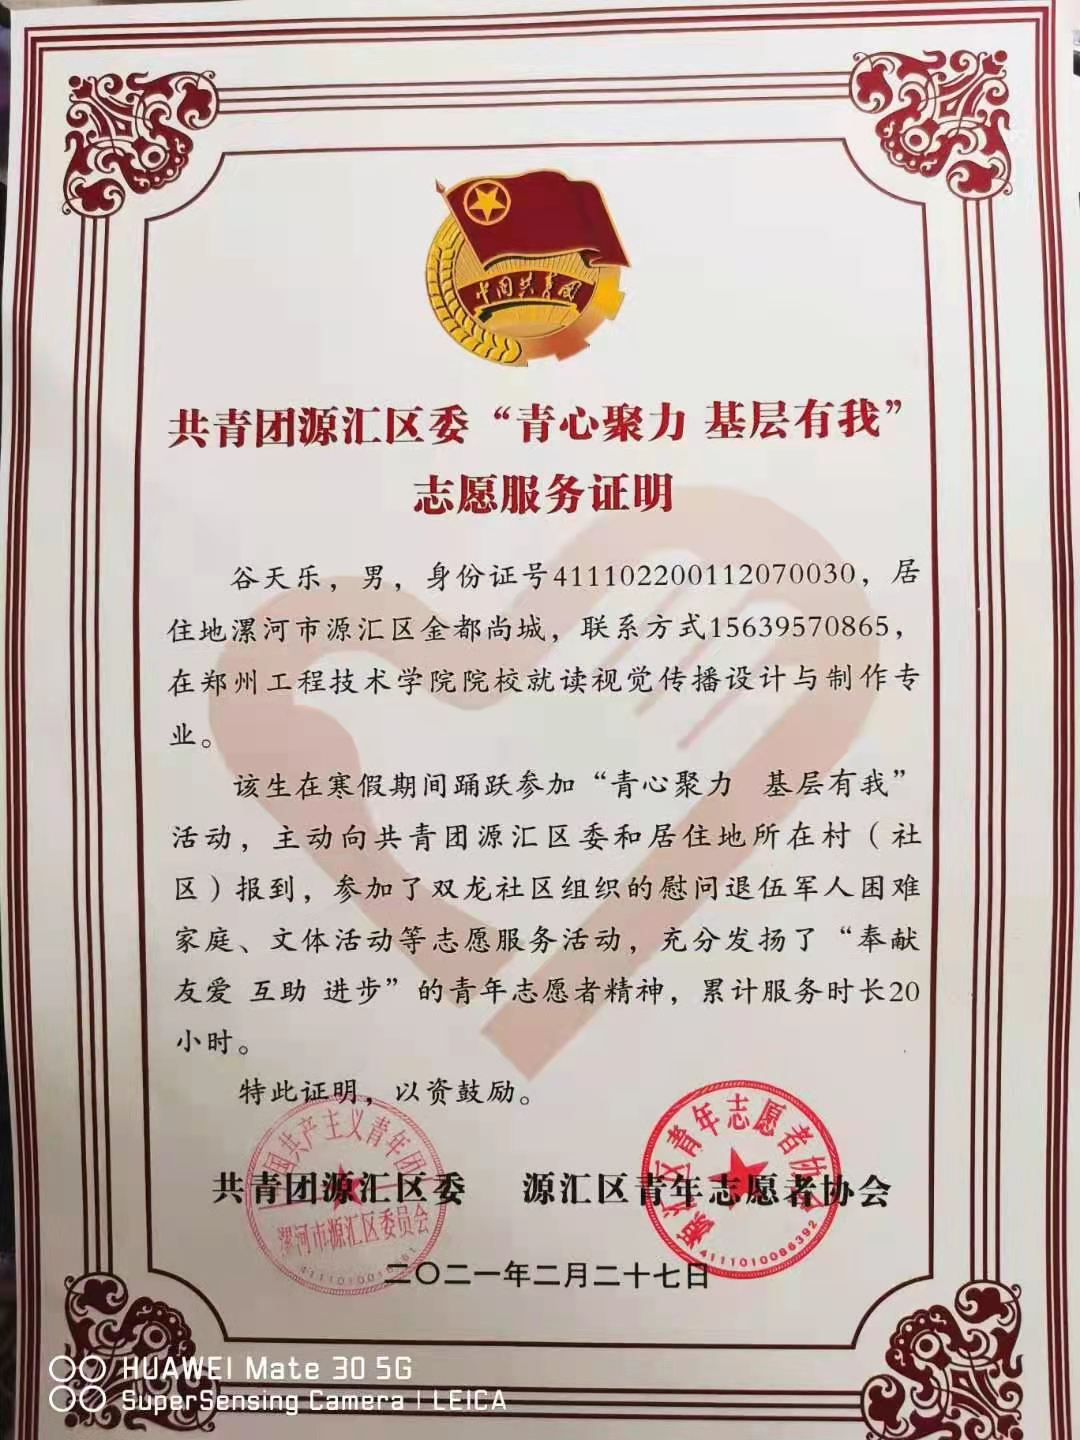 中国共青团
共青团源汇区委“青心聚力 基层有我”
志愿服务证明
谷天乐，男，身份证号411102200112070030，居
住地漯河市源汇区金都尚城，联系方式15639570865，
在郑州工程技术学院院校就读视觉传播设计与制作专
业。
该生在寒假期间踊跃参加“青心聚力 基层有我”
活动，主动向共青团源汇区委和居住地所在村（社
区）报到，参加了双龙社区组织的慰问退伍军人困难
家庭、文体活动等志愿服务活动，充分发扬了“奉献
友爱 互助 进步”的青年志愿者精神，累计服务时长20
小时。
特此证明，以资鼓励。
共青团源汇区委 源汇区青年志愿者协会
二〇二一年二月二十七日
国共产主义青年团
漯河市源汇区委员会
源汇区青年志愿者协会
4111010086392
HUAWEI Mate 30 5G
SuperSensing Camera | LEICA